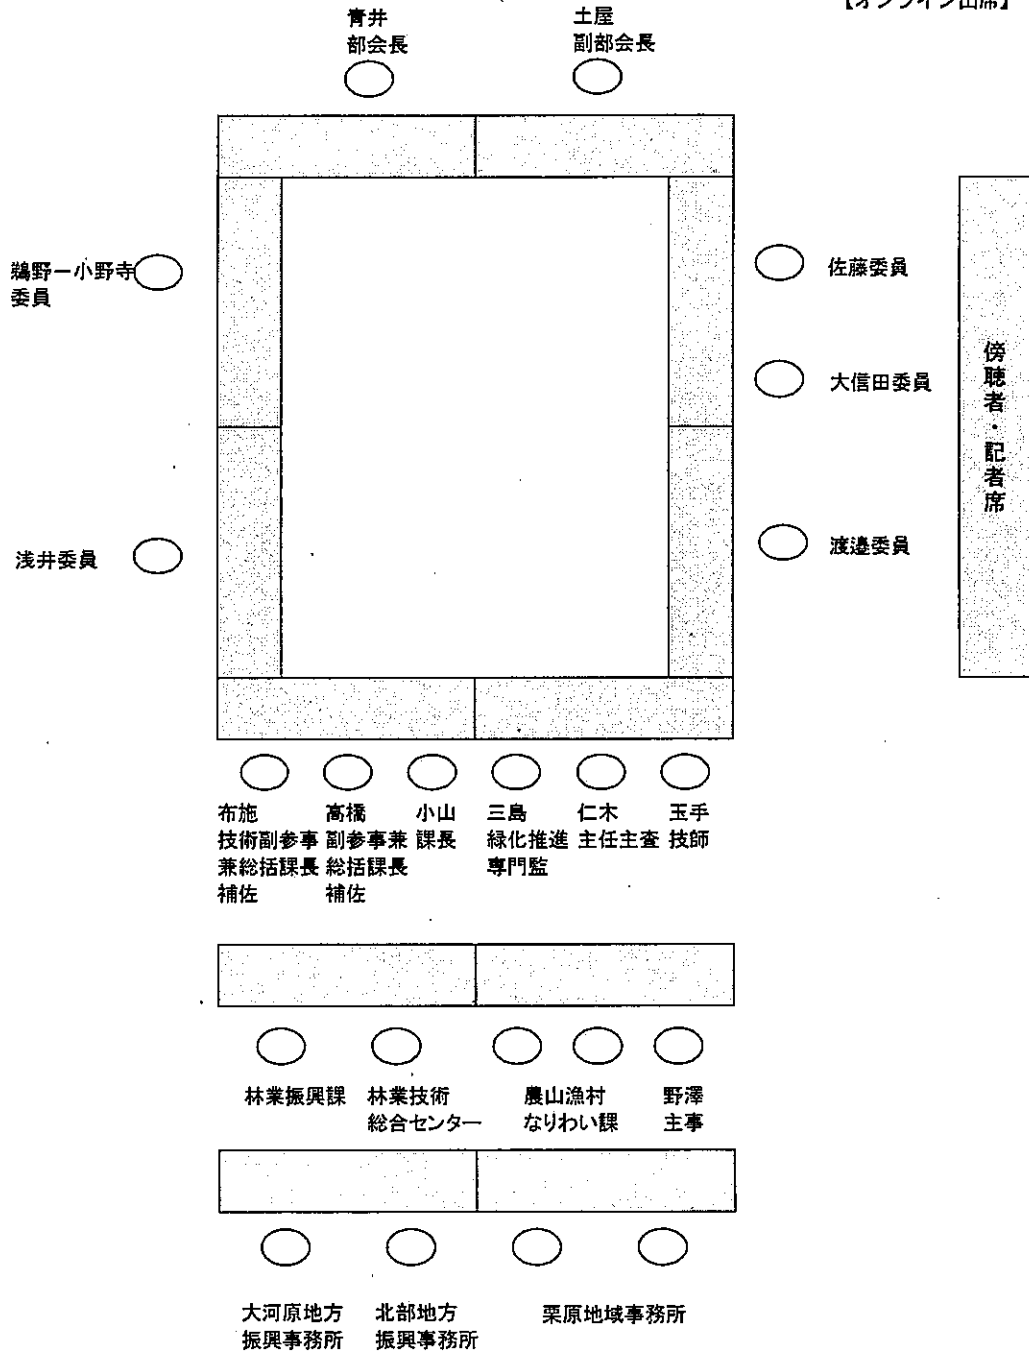 【オンライン出席】
青井
部会長
土屋
副部会長
鵜野ー小野寺
委員
佐藤委員
大信田委員
傍聴者・記者席
浅井委員
渡邉委員
布施
技術副参事
兼総括課長
補佐
高橋
副参事兼
総括課長
補佐
小山
課長
三島
緑化推進
専門監
仁木
主任主査
玉手
技師
林業振興課
林業技術
総合センター
農山漁村
なりわい課
野澤
主事
大河原地方
振興事務所
北部地方
振興事務所
栗原地域事務所